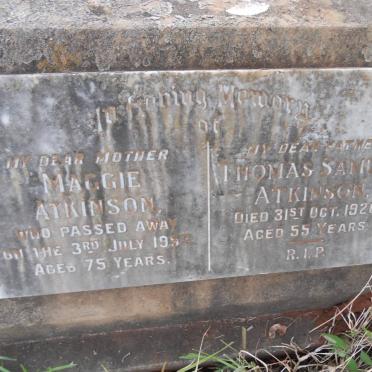 In Loving Memory
of
MY DEAR MOTHER
MAGGIE
ATKINSON,
WHO PASSED AWAY
ON THE 3RD JULY
AGED 75 YEARS.
MY DEAR FATHER
THOMAS
ATKINSON,
DIED 31ST OCT.
AGED 55 YEARS.
R.I.P.